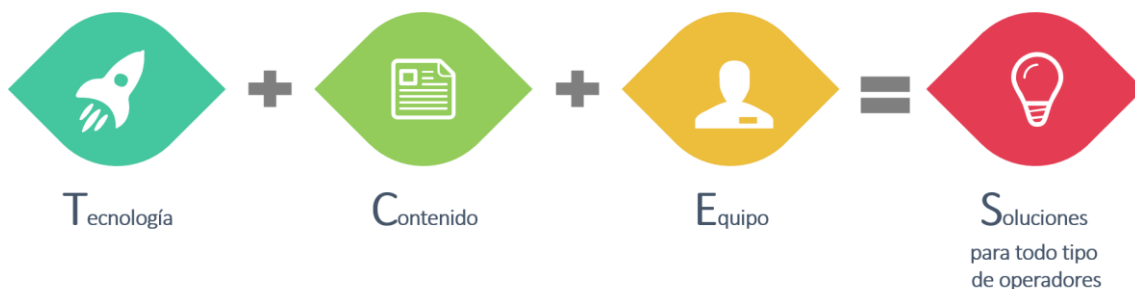 Tecnología
Contenido
Equipo
Soluciones
para todo tipo
de operadores